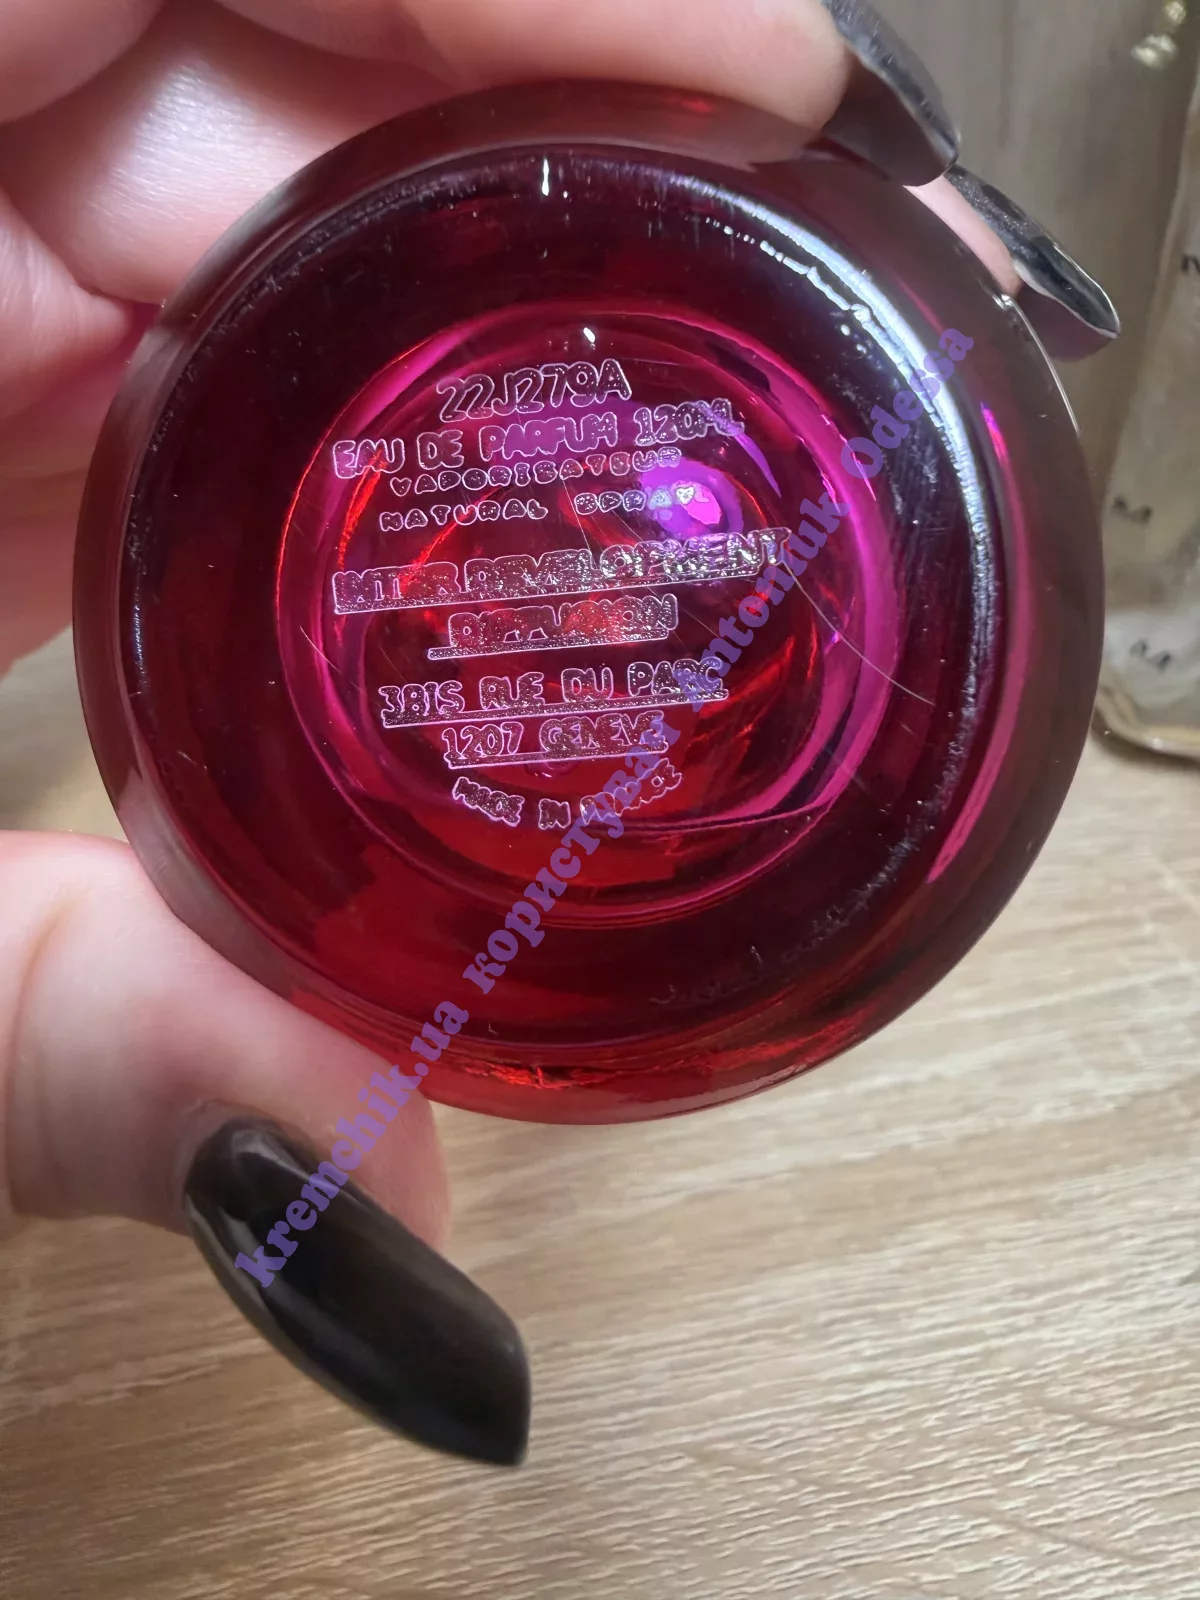 22J279A
EAU DE PARFUM 120ML
VAPORISATEUR
NATURAL SPRAY
INTER DEVELOPMENT
DIFFUSION
3BIS RUE DU PARC
1207 GENEVE
MADE IN FRANCE
kremchik.ua користувач Antoniuk Odessa